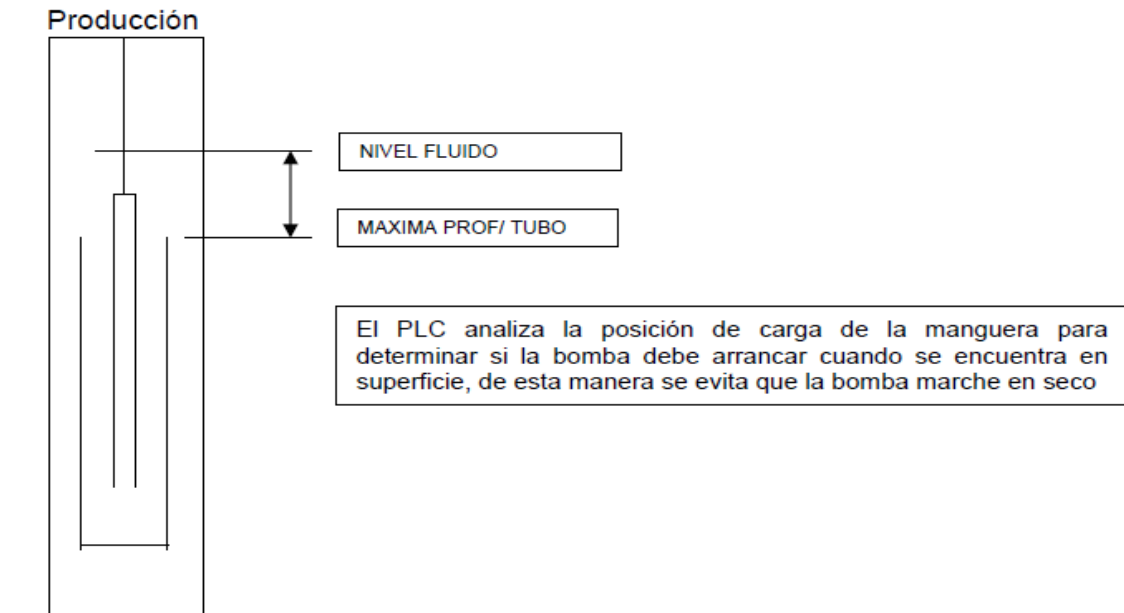 Producción
NIVEL FLUIDO
MAXIMA PROF/ TUBO
El PLC analiza la posición de carga de la manguera para
determinar si la bomba debe arrancar cuando se encuentra en
superficie, de esta manera se evita que la bomba marche en seco